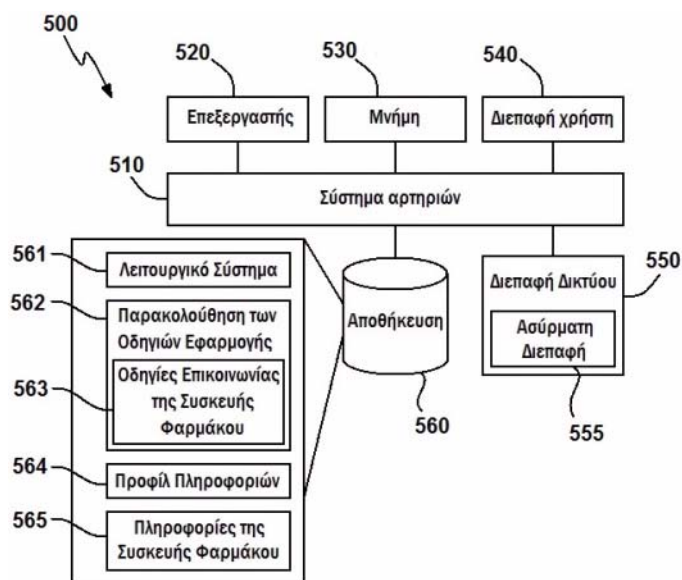 500
520
530
540
Επεξεργαστής
Μνήμη
Διεπαφή χρήστη
510
Σύστημα αρτηριών
561
Λειτουργικό Σύστημα
562
Παρακολούθηση των
Οδηγιών Εφαρμογής
563
Οδηγίες Επικοινωνίας
της Συσκευής
Φαρμάκου
564
Προφίλ Πληροφοριών
565
Πληροφορίες της
Συσκευής Φαρμάκου
Αποθήκευση
560
Διεπαφή Δικτύου
550
Ασύρματη
Διεπαφή
555